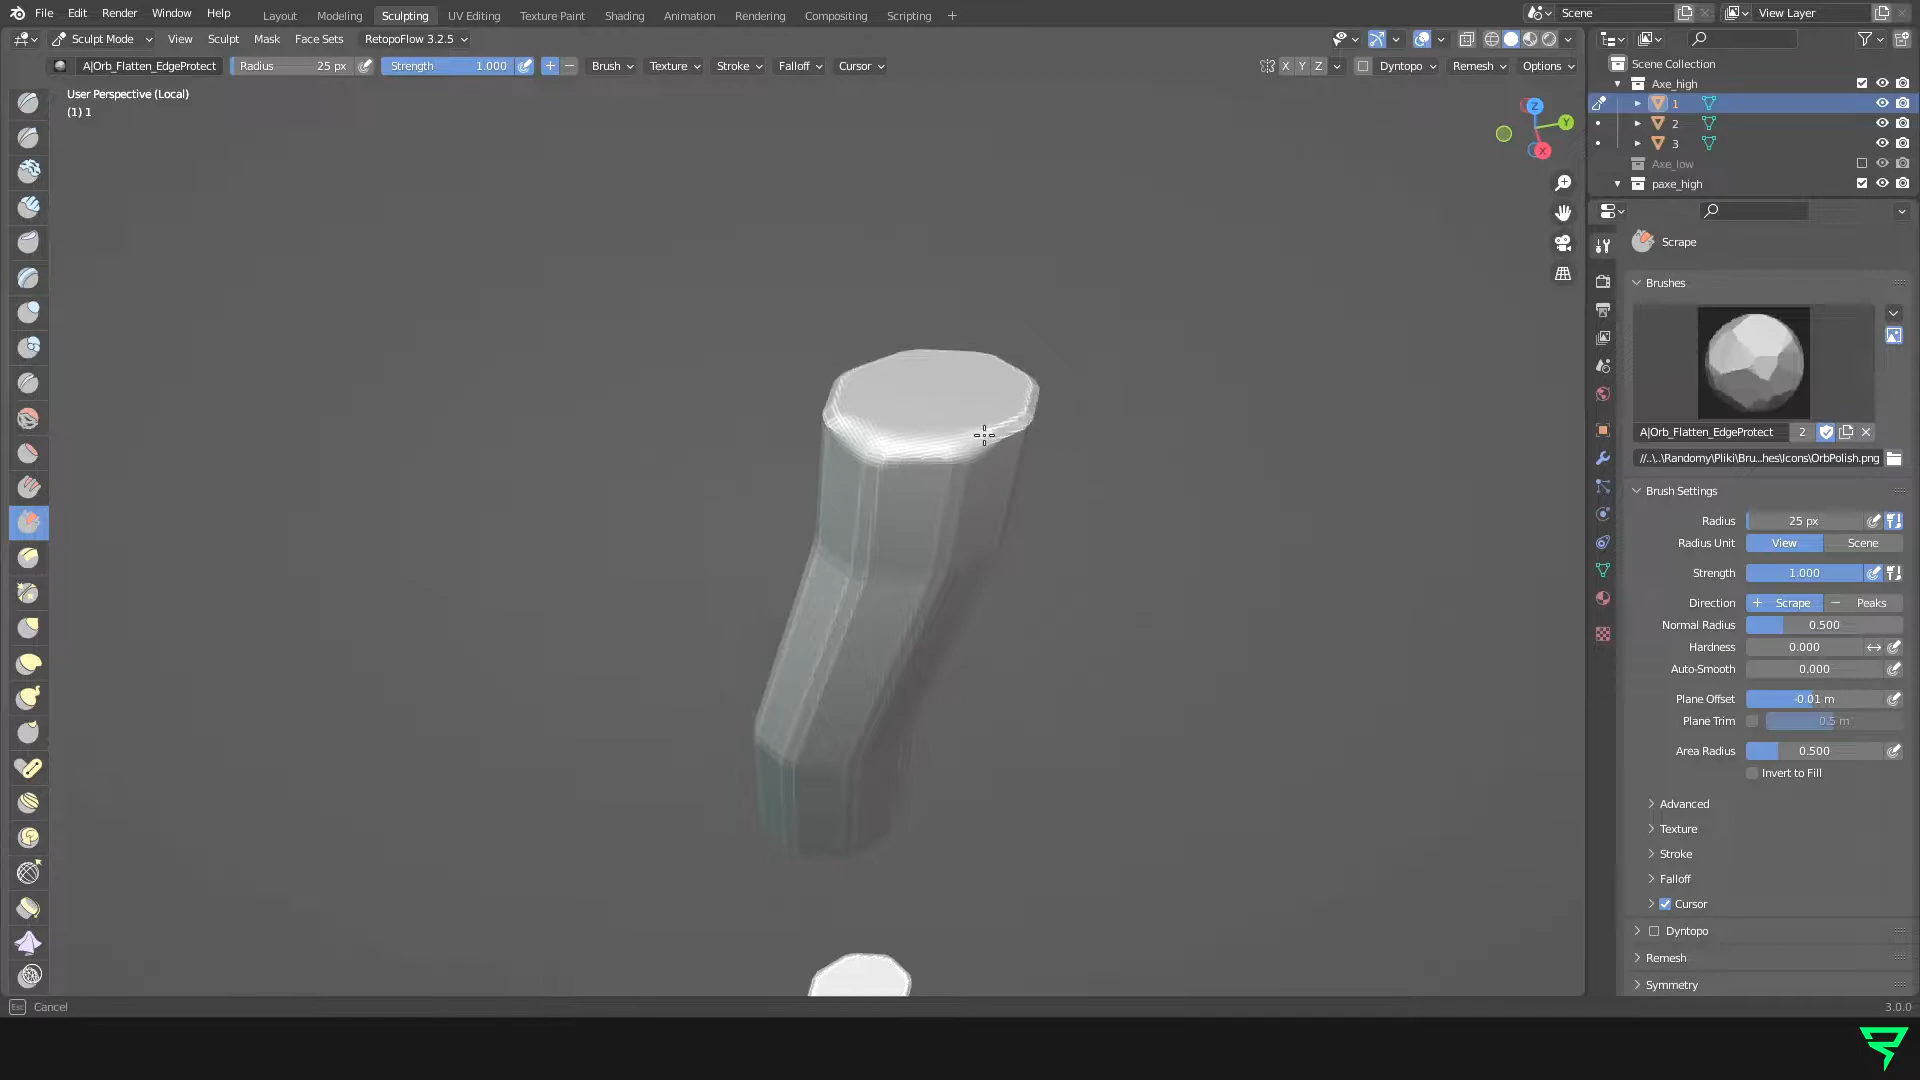 File Edit Render Window Help Layout Modeling Sculpting UV Editing Texture Paint Shading Animation Rendering Compositing Scripting + Scene View Layer
Sculpt Mode View Sculpt Mask Face Sets RetopoFlow 3.2.5
A|Orb_Flatten_EdgeProtect Radius 25 px Strength 1.000 + − Brush Texture Stroke Falloff Cursor X Y Z Dyntopo Remesh Options
User Perspective (Local)
(1) 1
Z
Y
X
Scene Collection
Axe_high
1
2
3
Axe_low
paxe_high
Scrape
Brushes
A|Orb_Flatten_EdgeProtect 2
//..\..\Randomy\Pliki\Bru...hes\Icons\OrbPolish.png
Brush Settings
Radius 25 px
Radius Unit View Scene
Strength 1.000
Direction + Scrape − Peaks
Normal Radius 0.500
Hardness 0.000
Auto-Smooth 0.000
Plane Offset -0.01 m
Plane Trim 0.5 m
Area Radius 0.500
Invert to Fill
Advanced
Texture
Stroke
Falloff
Cursor
Dyntopo
Remesh
Symmetry
Esc Cancel 3.0.0